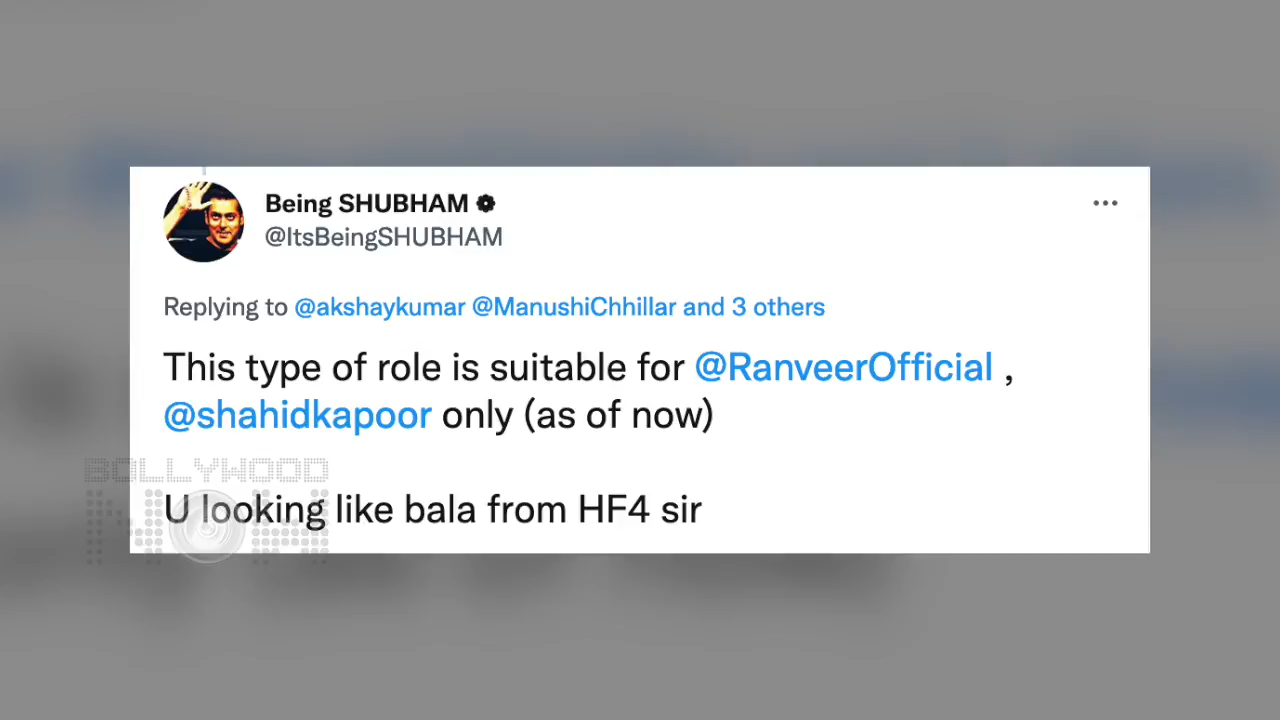 Being SHUBHAM
@ItsBeingSHUBHAM
Replying to @akshaykumar @ManushiChhillar and 3 others
This type of role is suitable for @RanveerOfficial ,
@shahidkapoor only (as of now)
U looking like bala from HF4 sir
BOLLYWOOD
NOW